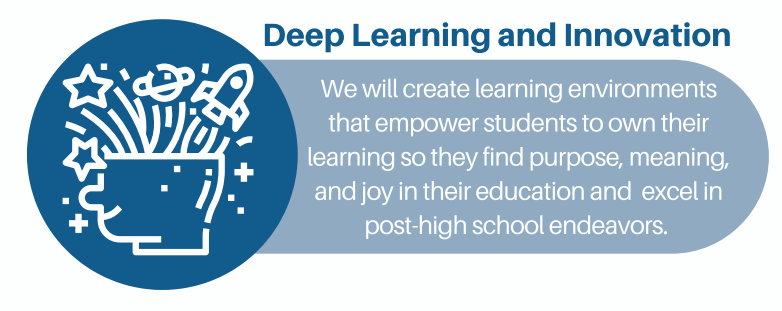 Deep Learning and Innovation
We will create learning environments
that empower students to own their
learning so they find purpose, meaning,
and joy in their education and  excel in
post-high school endeavors.